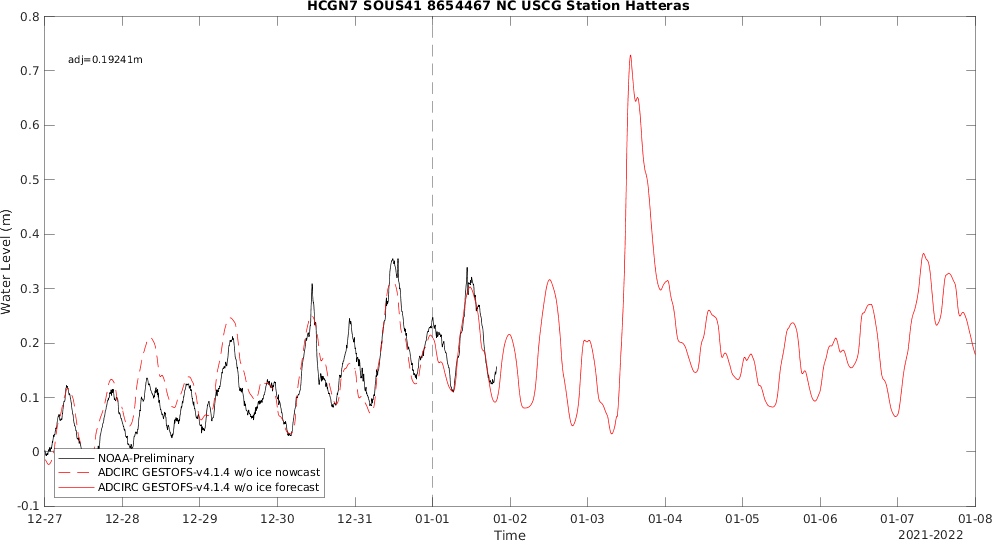 HCGN7 SOUS41 8654467 NC USCG Station Hatteras
adj=0.19241m
0.8
0.7
0.6
0.5
0.4
0.3
0.2
0.1
0
-0.1
Water Level (m)
NOAA-Preliminary
ADCIRC GESTOFS-v4.1.4 w/o ice nowcast
ADCIRC GESTOFS-v4.1.4 w/o ice forecast
12-27 12-28 12-29 12-30 12-31 01-01 01-02 01-03 01-04 01-05 01-06 01-07 01-08
Time
2021-2022